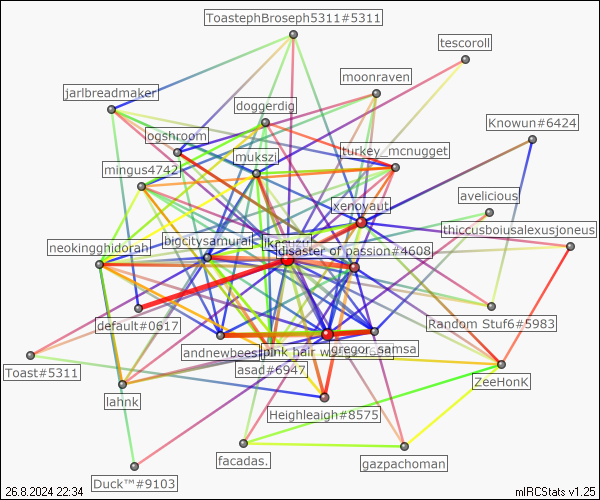 ToastephBroseph5311#5311
tescoroll
moonraven
jarlbreadmaker
doggerdig
Knowun#6424
ogshroom
turkey_mcnugget
mukszi
mingus4742
avelicious
xenoyaut
thiccusboiusalexusjoneus
bigcitysamurai
neokingghidorah
disaster of passion#4608
default#0617
Random Stuf6#5983
gregor_samsa
pink hair
asad#6947
Toast#5311
ZeeHonK
lahnk
Heighleaigh#8575
facadas.
gazpachoman
Duck™#9103
26.8.2024 22:34
mIRCStats v1.25